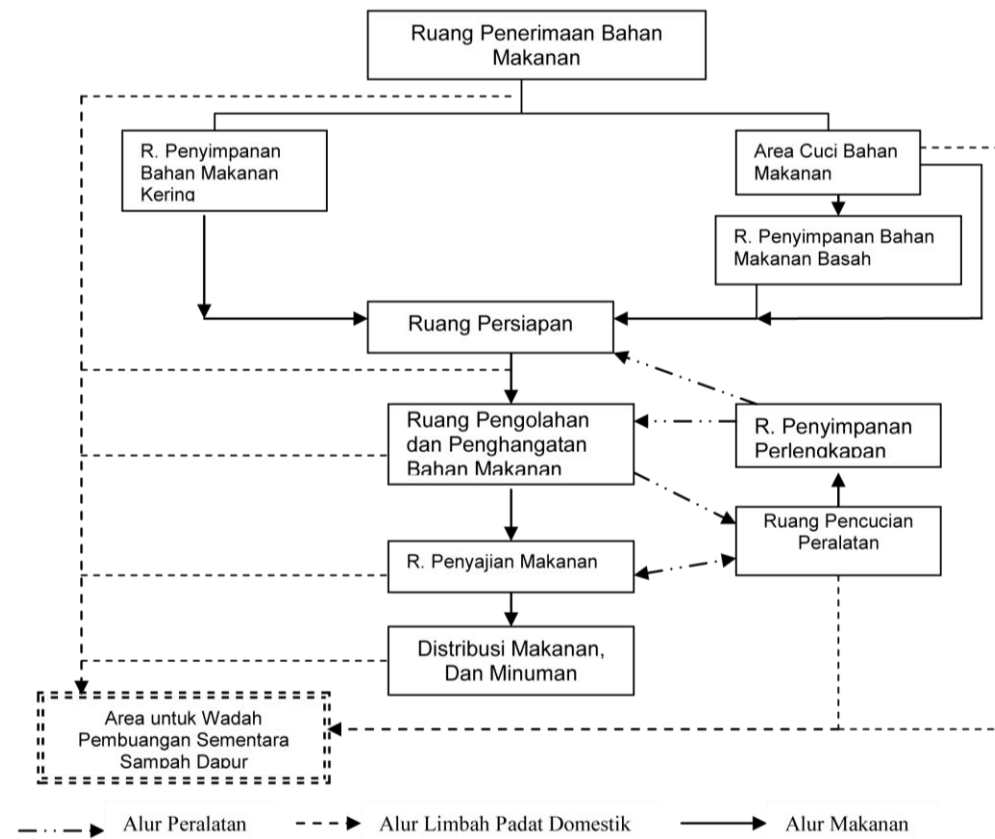 Ruang Penerimaan Bahan
Makanan
R. Penyimpanan
Bahan Makanan
Kering
Area Cuci Bahan
Makanan
R. Penyimpanan Bahan
Makanan Basah
Ruang Persiapan
Ruang Pengolahan
dan Penghangatan
Bahan Makanan
R. Penyimpanan
Perlengkapan
Ruang Pencucian
Peralatan
R. Penyajian Makanan
Distribusi Makanan,
Dan Minuman
Area untuk Wadah
Pembuangan Sementara
Sampah Dapur
Alur Peralatan
Alur Limbah Padat Domestik
Alur Makanan